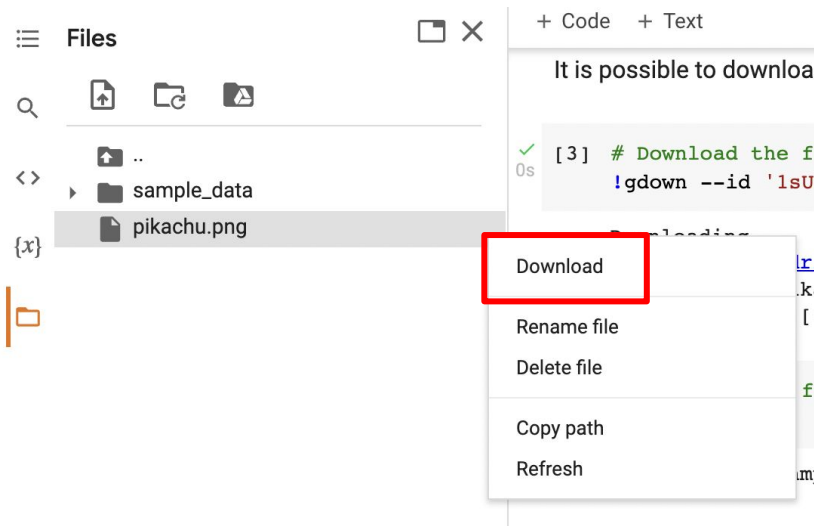 Files
+ Code + Text
It is possible to downloa
..
sample_data
pikachu.png
{x}
0s
[3] # Download the f
!gdown --id '1sU
Download
Rename file
Delete file
Copy path
Refresh